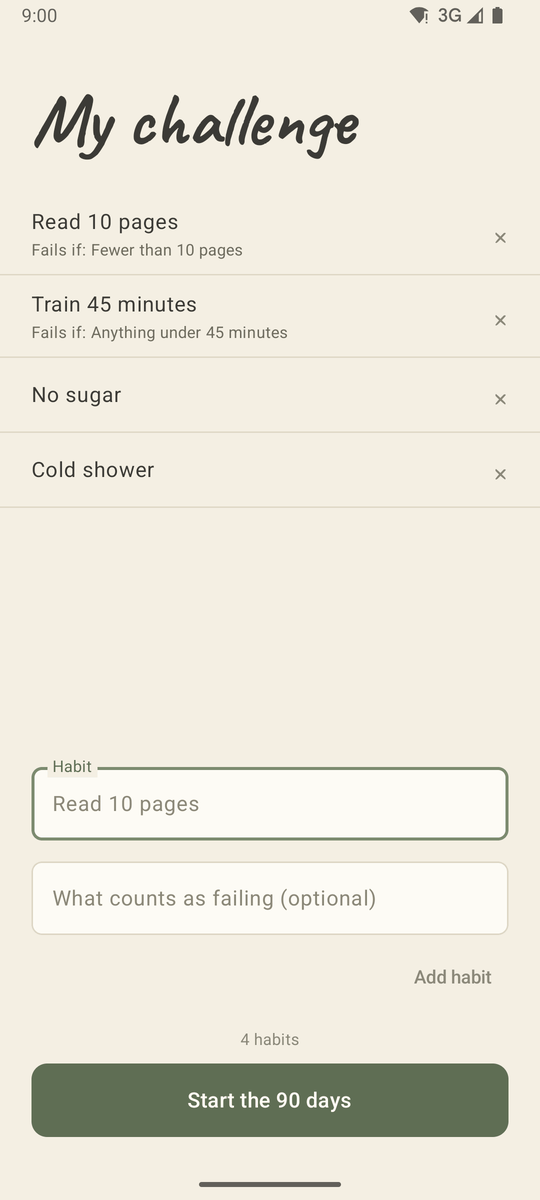 9:00
3G
My challenge
Read 10 pages
Fails if: Fewer than 10 pages
Train 45 minutes
Fails if: Anything under 45 minutes
No sugar
Cold shower
Habit
Read 10 pages
What counts as failing (optional)
Add habit
4 habits
Start the 90 days